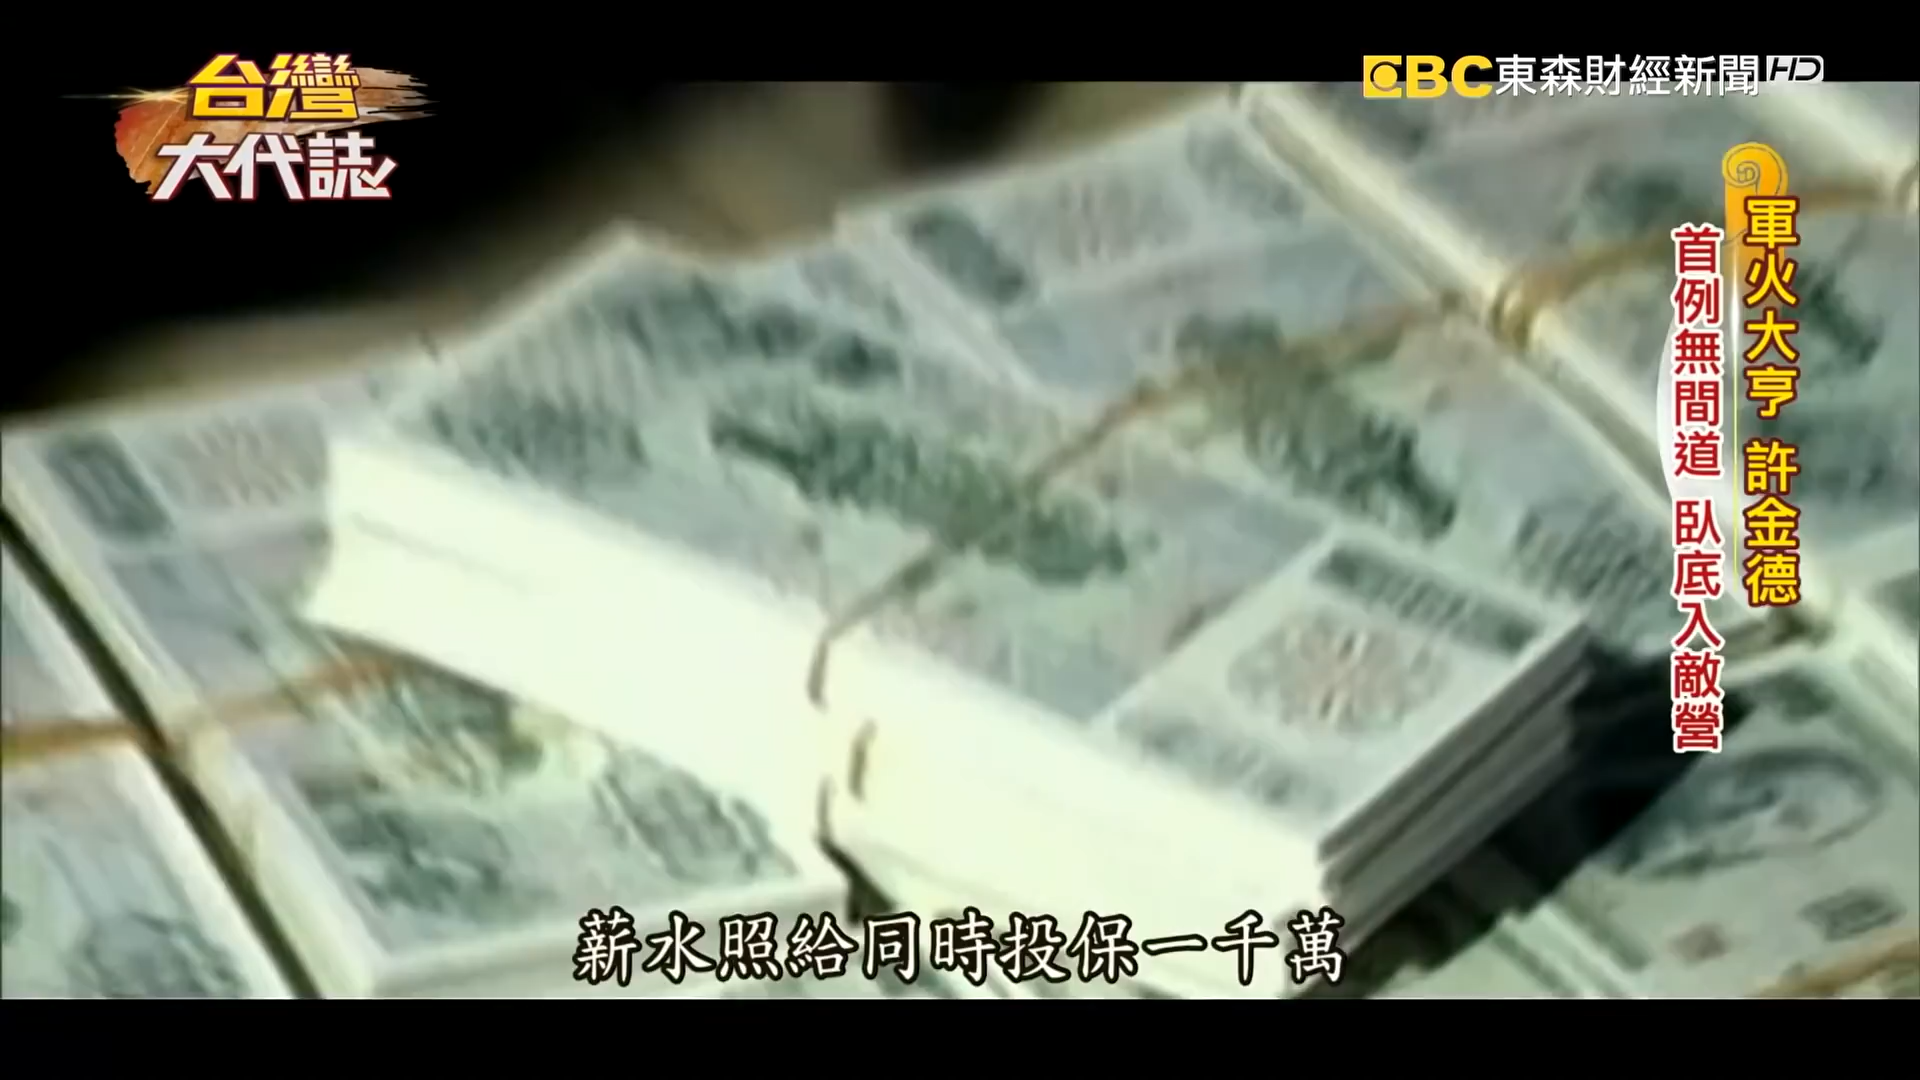 台灣
大代誌
EBC東森財經新聞HD
軍火大亨 許金德
首例無間道 臥底入敵營
薪水照給同時投保一千萬